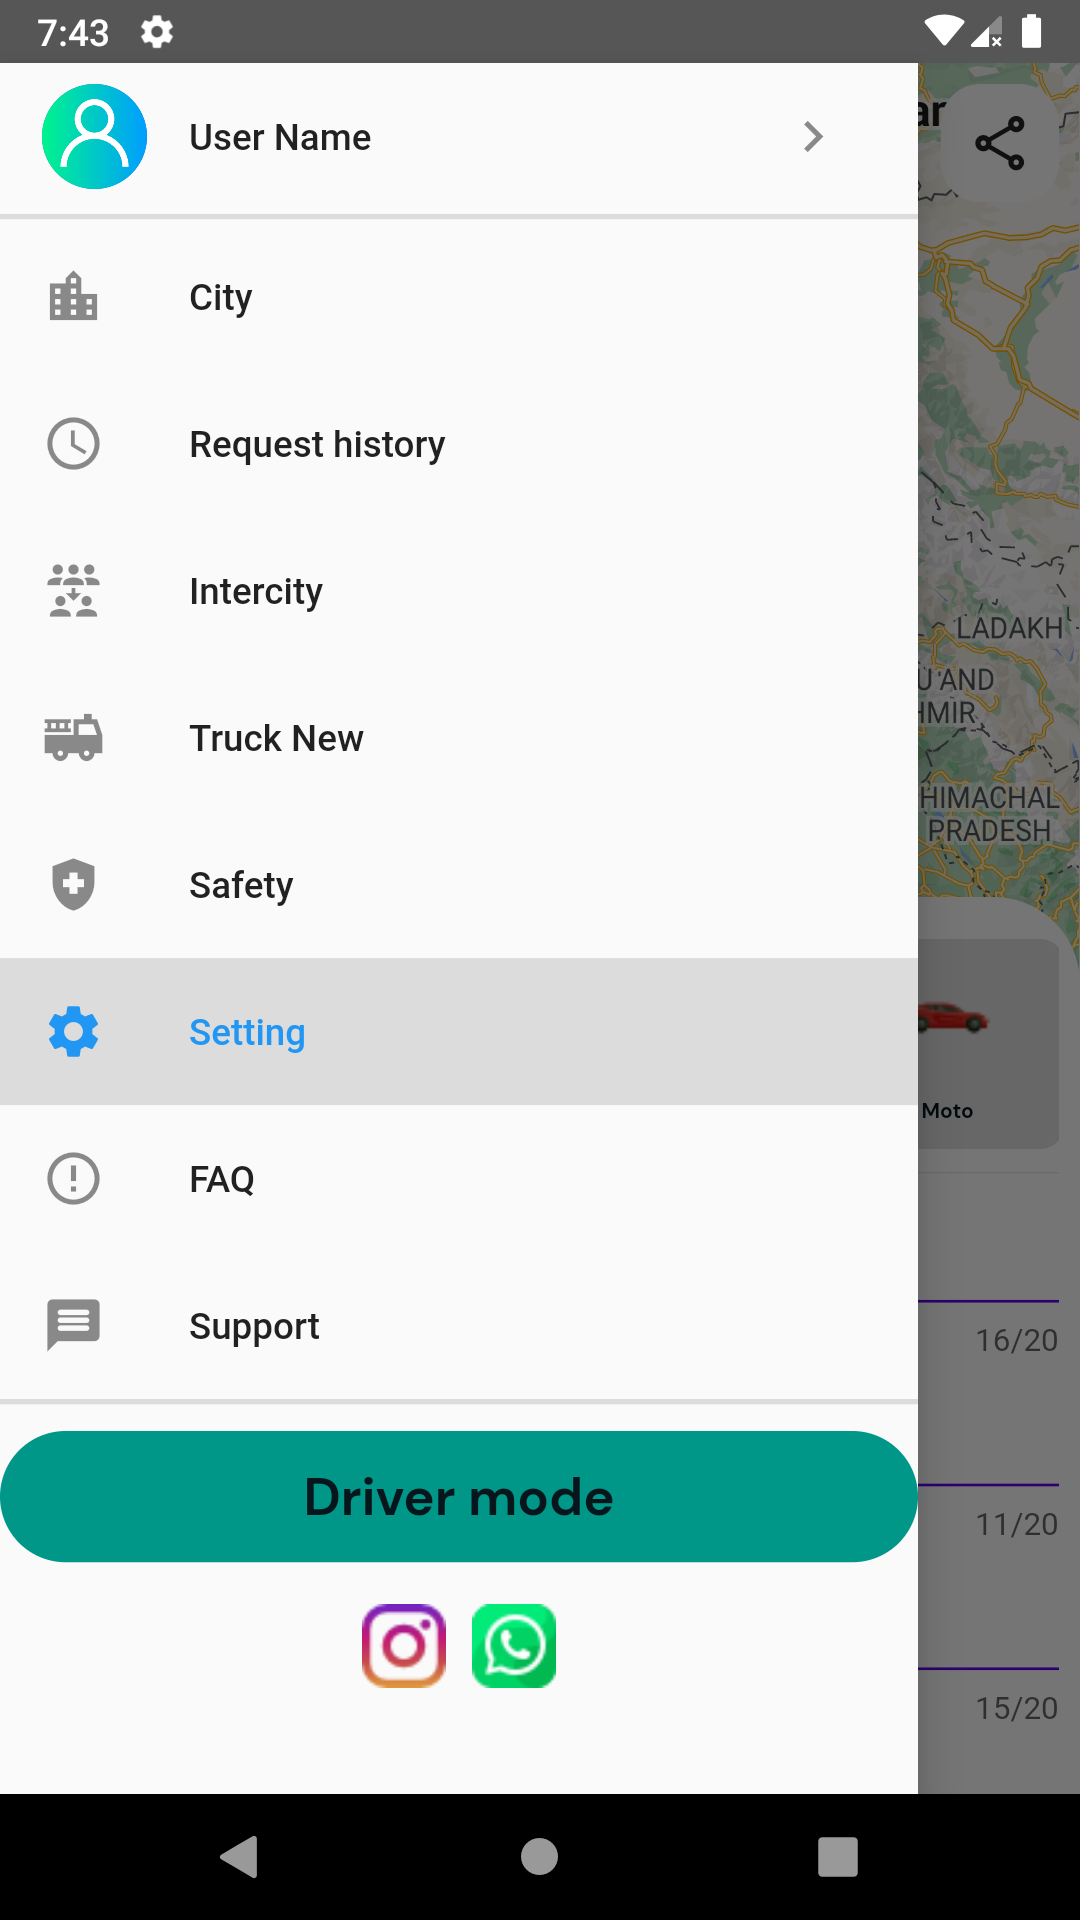 7:43
User Name
ar
City
Request history
Intercity
LADAKH
U AND
HMIR
Truck New
HIMACHAL
PRADESH
Safety
Setting
Moto
FAQ
Support
16/20
Driver mode
11/20
15/20